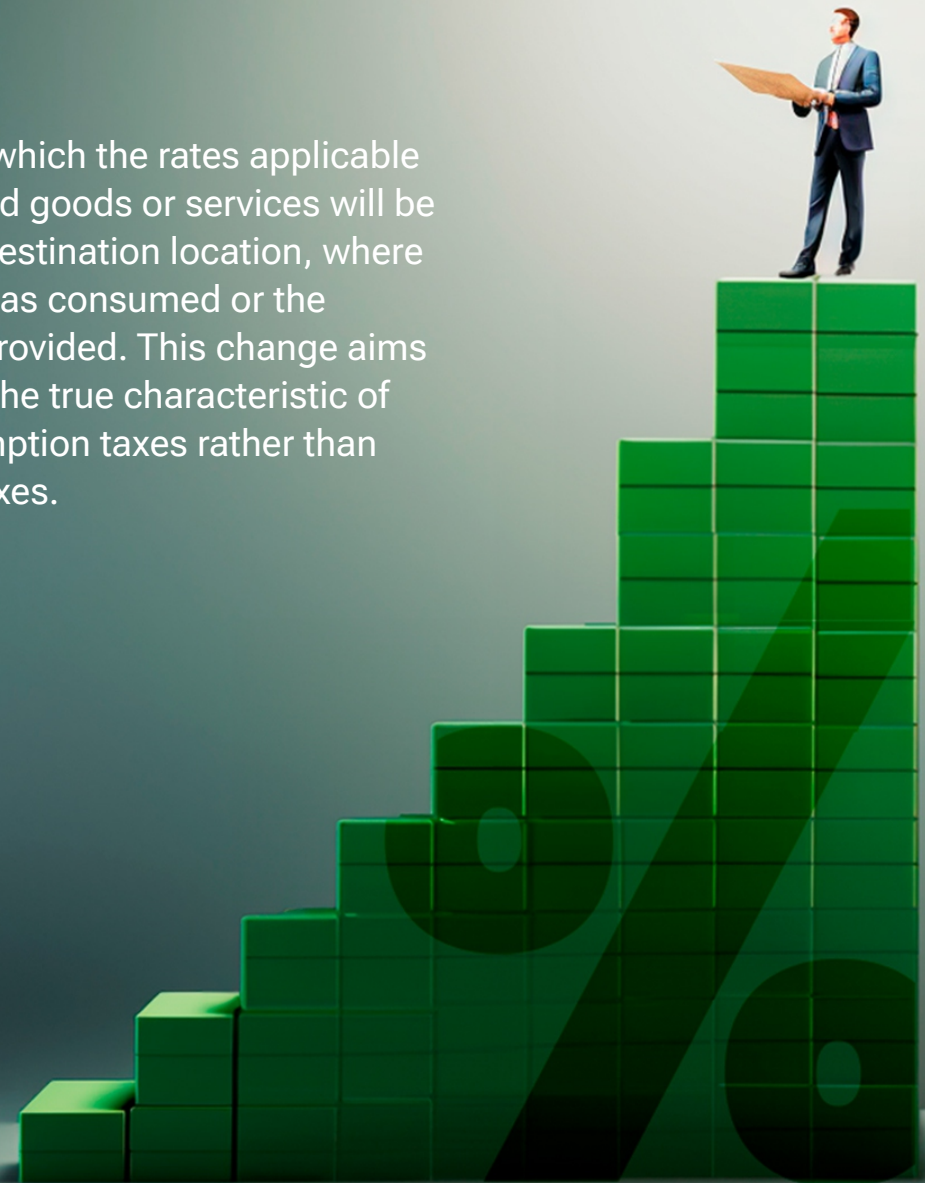 which the rates applicable
d goods or services will be
estination location, where
as consumed or the
rovided. This change aims
he true characteristic of
nption taxes rather than
xes.
%